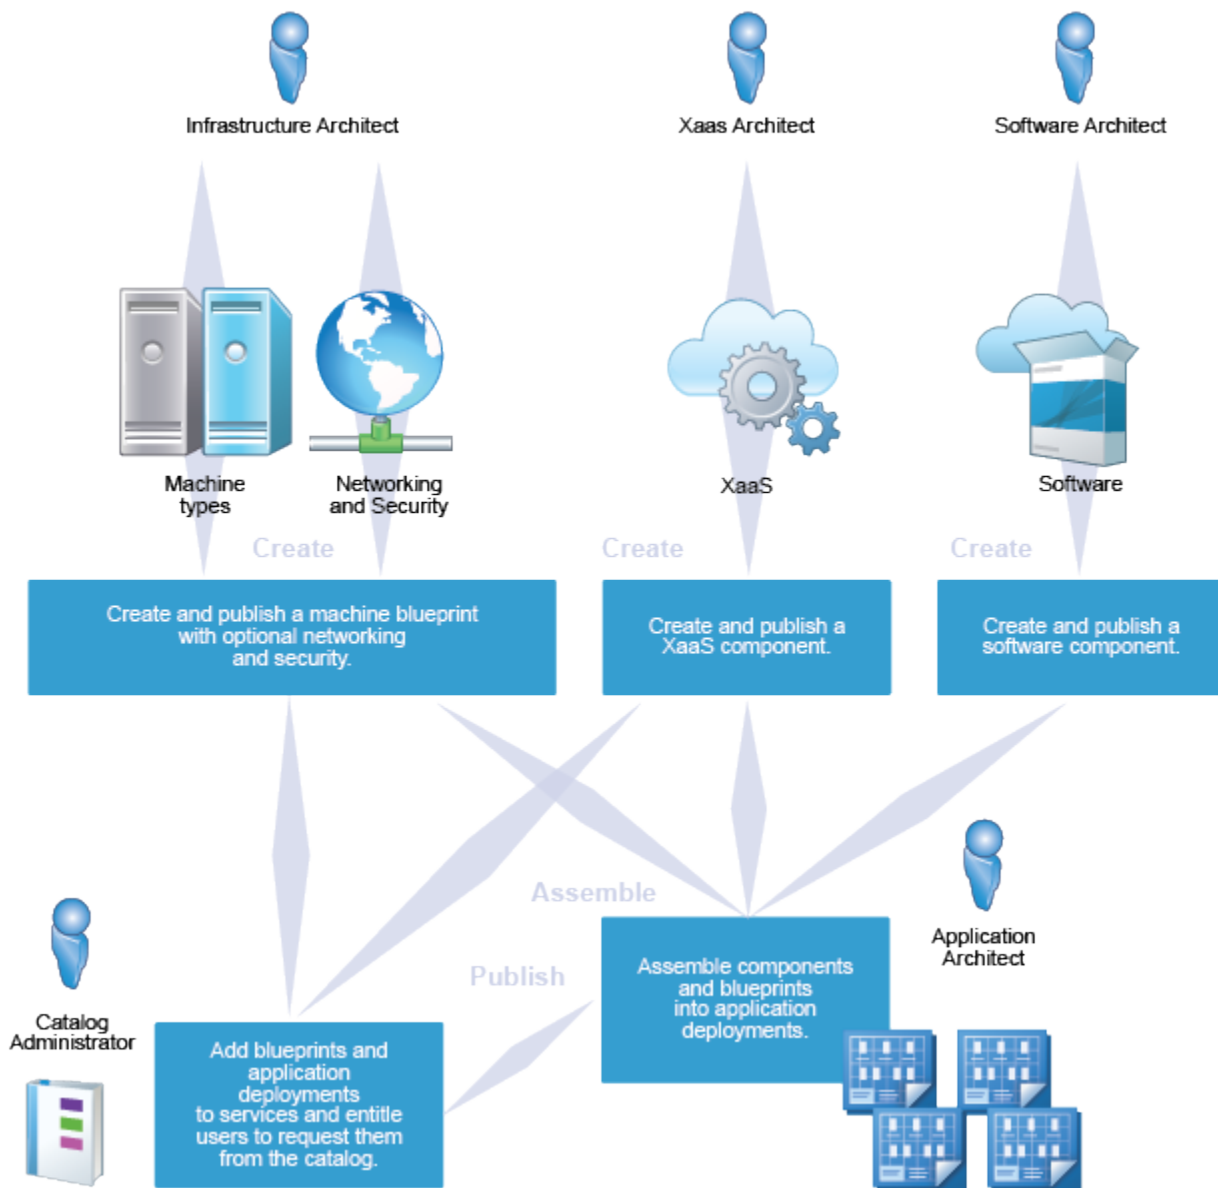 Infrastructure Architect
Xaas Architect
Software Architect
Machine
types
Networking
and Security
XaaS
Software
Create
Create
Create
Create and publish a machine blueprint
with optional networking
and security.
Create and publish a
XaaS component.
Create and publish a
software component.
Assemble
Publish
Application
Architect
Assemble components
and blueprints
into application
deployments.
Catalog
Administrator
Add blueprints and
application
deployments
to services and entitle
users to request them
from the catalog.